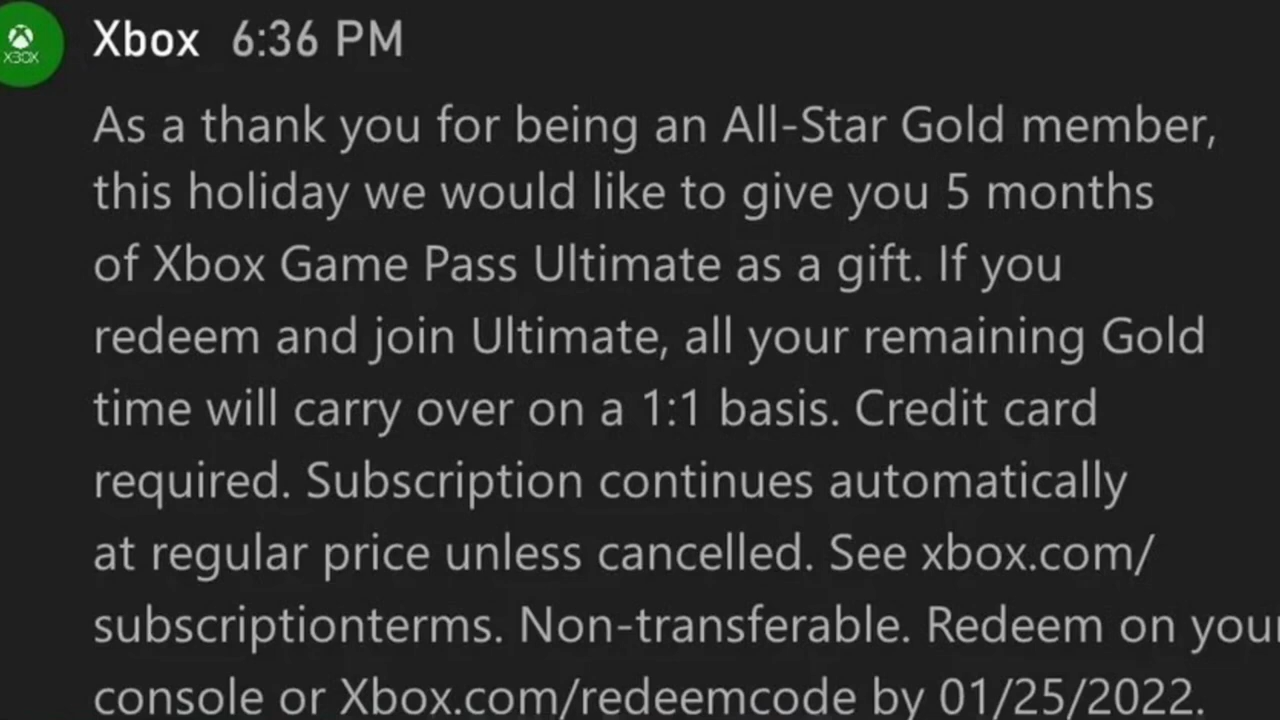 XBOX
Xbox 6:36 PM
As a thank you for being an All-Star Gold member,
this holiday we would like to give you 5 months
of Xbox Game Pass Ultimate as a gift. If you
redeem and join Ultimate, all your remaining Gold
time will carry over on a 1:1 basis. Credit card
required. Subscription continues automatically
at regular price unless cancelled. See xbox.com/
subscriptionterms. Non-transferable. Redeem on your
console or Xbox.com/redeemcode by 01/25/2022.